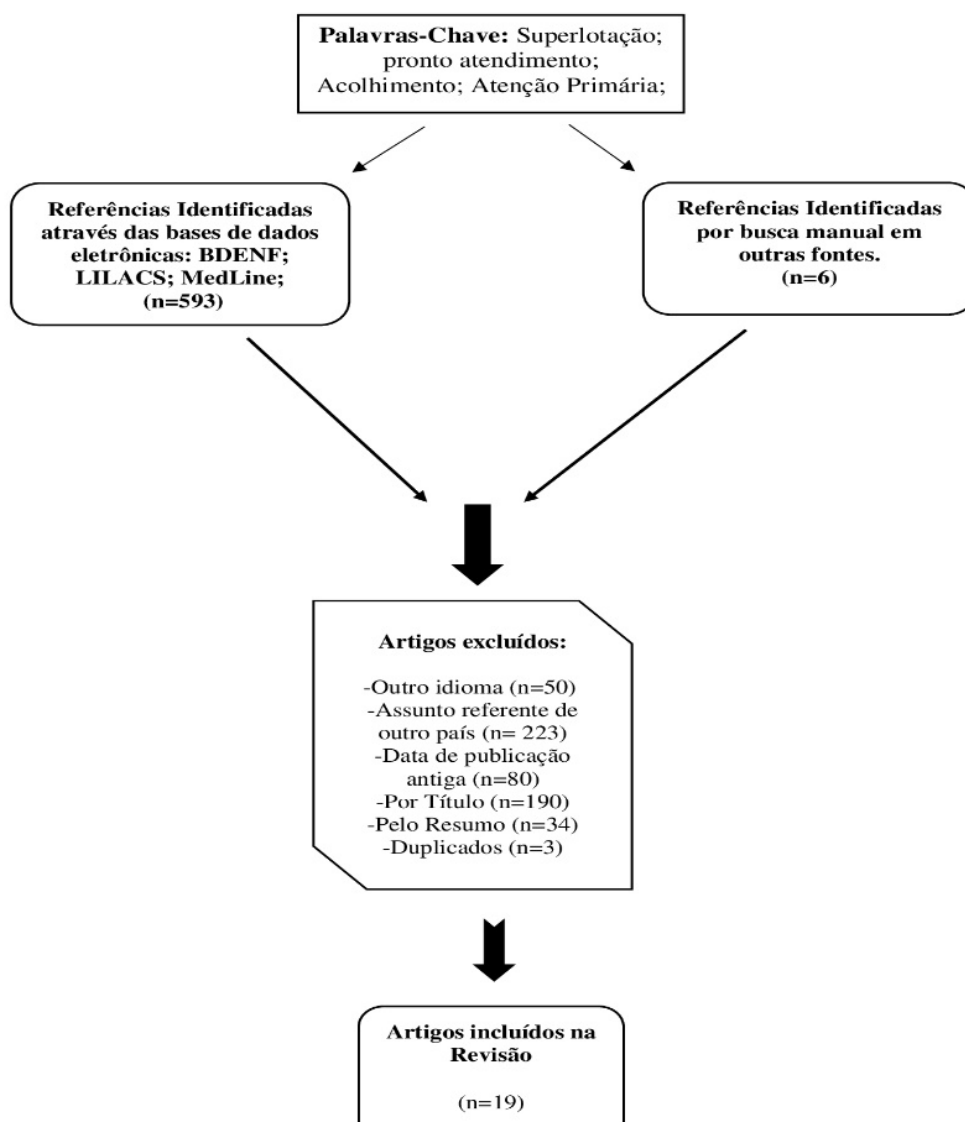 Palavras-Chave: Superlotação;
pronto atendimento;
Acolhimento; Atenção Primária;
Referências Identificadas
através das bases de dados
eletrônicas: BDENF;
LILACS; MedLine;
(n=593)
Referências Identificadas
por busca manual em
outras fontes.
(n=6)
Artigos excluídos:
-Outro idioma (n=50)
-Assunto referente de
outro país (n= 223)
-Data de publicação
antiga (n=80)
-Por Título (n=190)
-Pelo Resumo (n=34)
-Duplicados (n=3)
Artigos incluídos na
Revisão
(n=19)